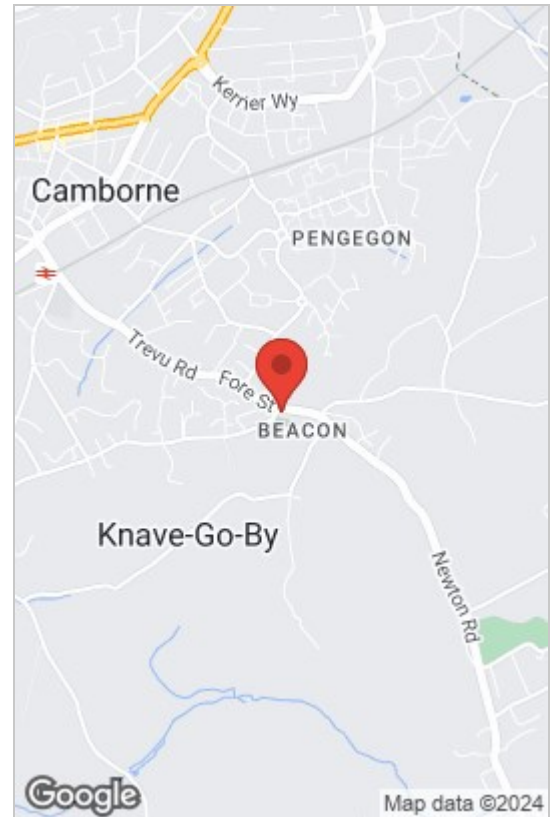 Kerrier Wy
Camborne
PENGEGON
Trevu Rd
Fore St
BEACON
Knave-Go-By
Newton Rd
Google
Map data ©2024